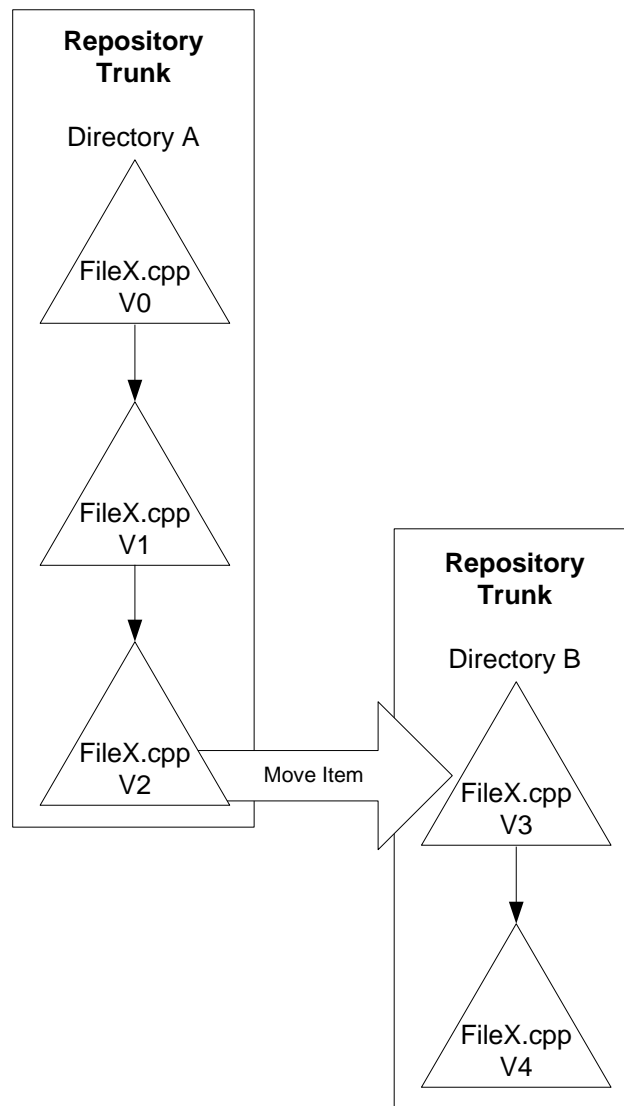 Repository
Trunk
Directory A
FileX.cpp
V0
FileX.cpp
V1
FileX.cpp
V2
Move Item
Repository
Trunk
Directory B
FileX.cpp
V3
FileX.cpp
V4